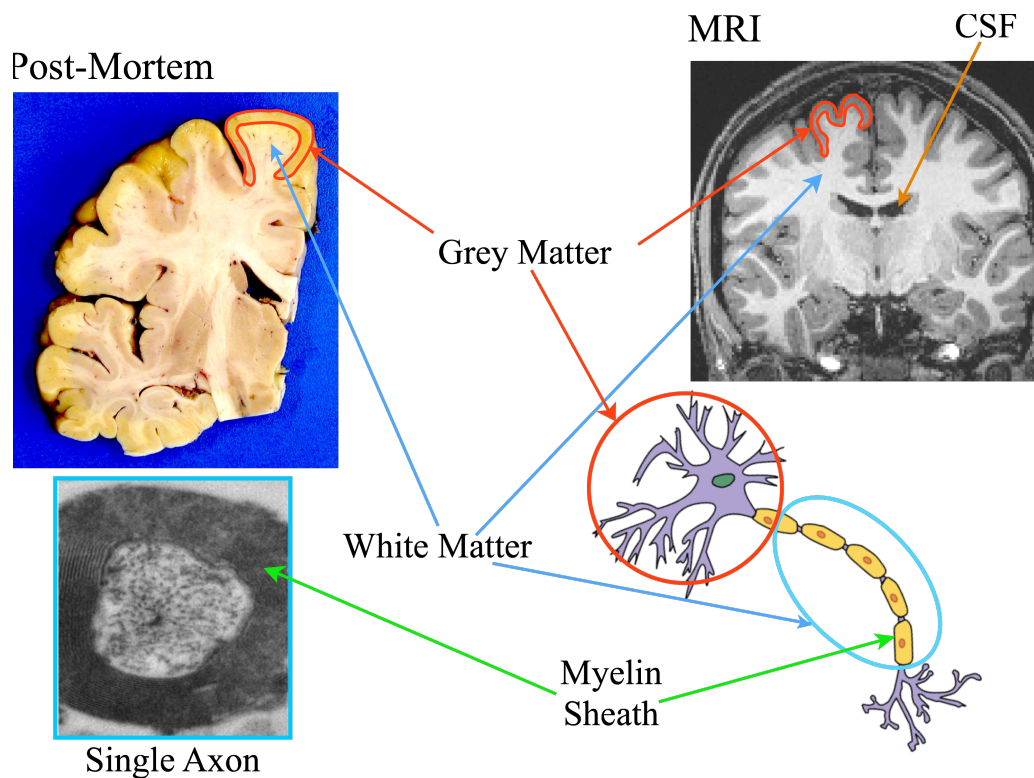 MRI
CSF
Post-Mortem
Grey Matter
White Matter
Myelin
Sheath
Single Axon